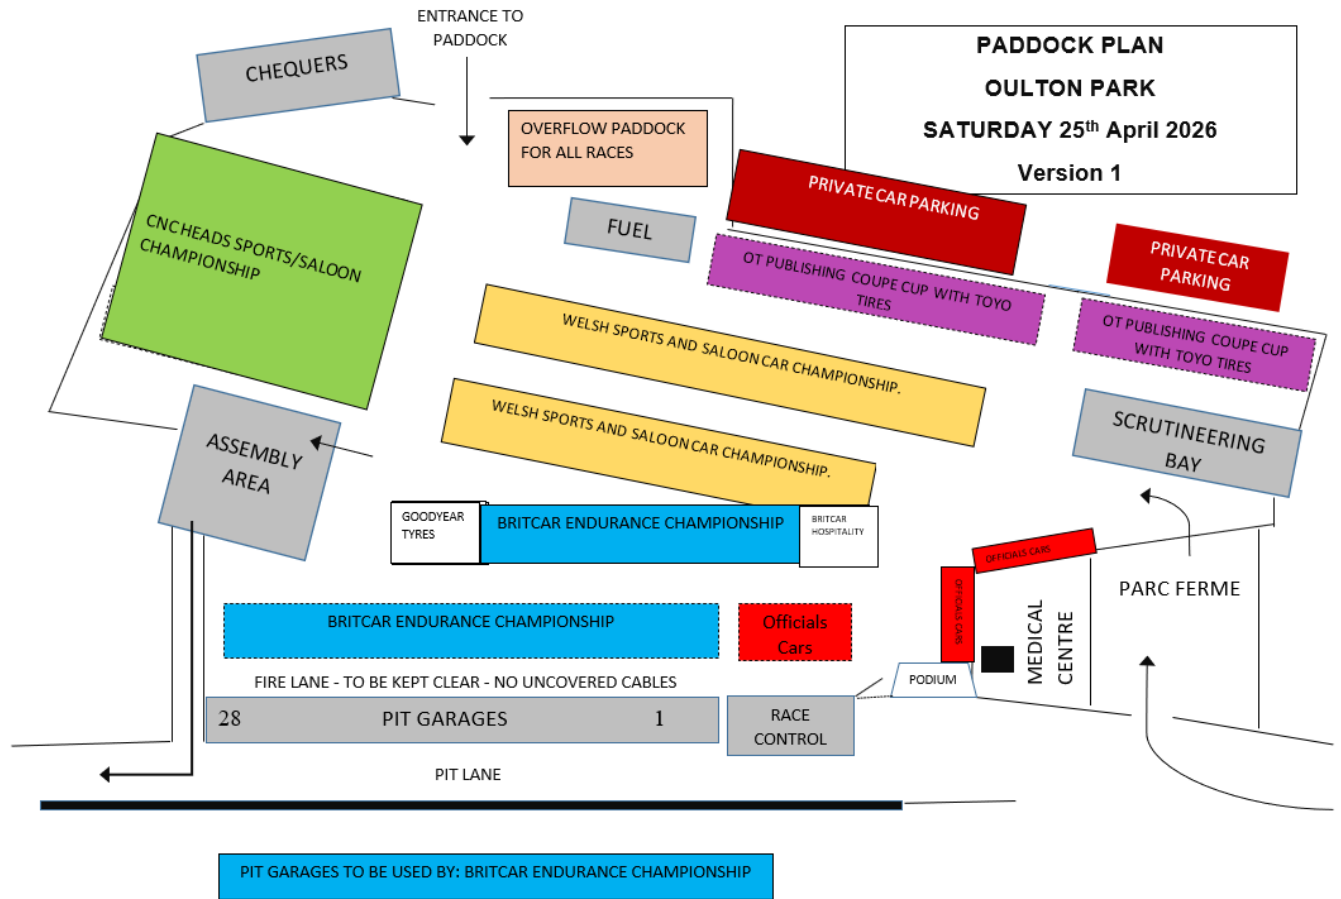 ENTRANCE TO
PADDOCK
PADDOCK PLAN
OULTON PARK
SATURDAY 25th April 2026
Version 1
CHEQUERS
OVERFLOW PADDOCK
FOR ALL RACES
PRIVATE CAR PARKING
FUEL
CNC HEADS SPORTS/SALOON
CHAMPIONSHIP
PRIVATE CAR
PARKING
OT PUBLISHING COUPE CUP WITH TOYO
TIRES
OT PUBLISHING COUPE CUP
WITH TOYO TIRES
WELSH SPORTS AND SALOON CAR CHAMPIONSHIP.
WELSH SPORTS AND SALOON CAR CHAMPIONSHIP.
SCRUTINEERING
BAY
ASSEMBLY
AREA
GOODYEAR
TYRES
BRITCAR ENDURANCE CHAMPIONSHIP
BRITCAR
HOSPITALITY
OFFICIALS CARS
OFFICIALS CARS
PARC FERME
MEDICAL
CENTRE
BRITCAR ENDURANCE CHAMPIONSHIP
Officials
Cars
FIRE LANE - TO BE KEPT CLEAR - NO UNCOVERED CABLES
PODIUM
28 PIT GARAGES 1
RACE
CONTROL
PIT LANE
PIT GARAGES TO BE USED BY: BRITCAR ENDURANCE CHAMPIONSHIP